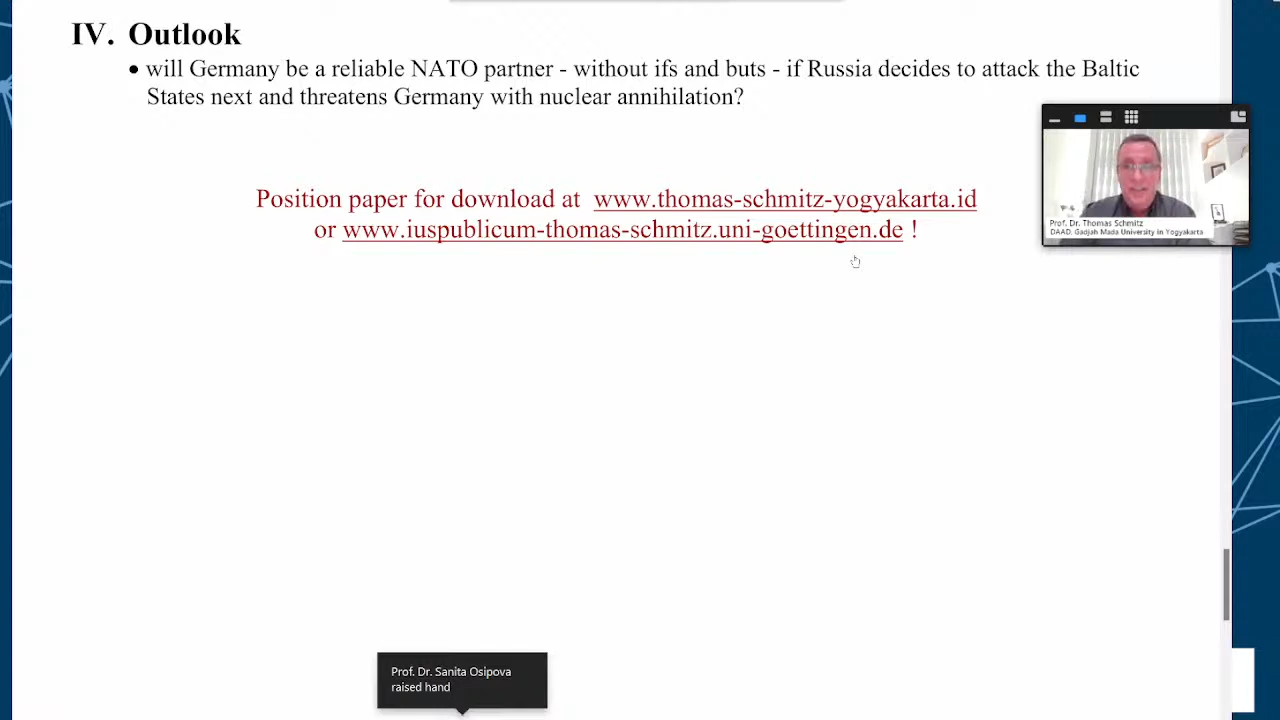 IV. Outlook
• will Germany be a reliable NATO partner - without ifs and buts - if Russia decides to attack the Baltic
States next and threatens Germany with nuclear annihilation?
Position paper for download at www.thomas-schmitz-yogyakarta.id
or www.iuspublicum-thomas-schmitz.uni-goettingen.de !
Prof. Dr. Thomas Schmitz
DAAD, Gadjah Mada University in Yogyakarta
Prof. Dr. Sanita Osipova
raised hand